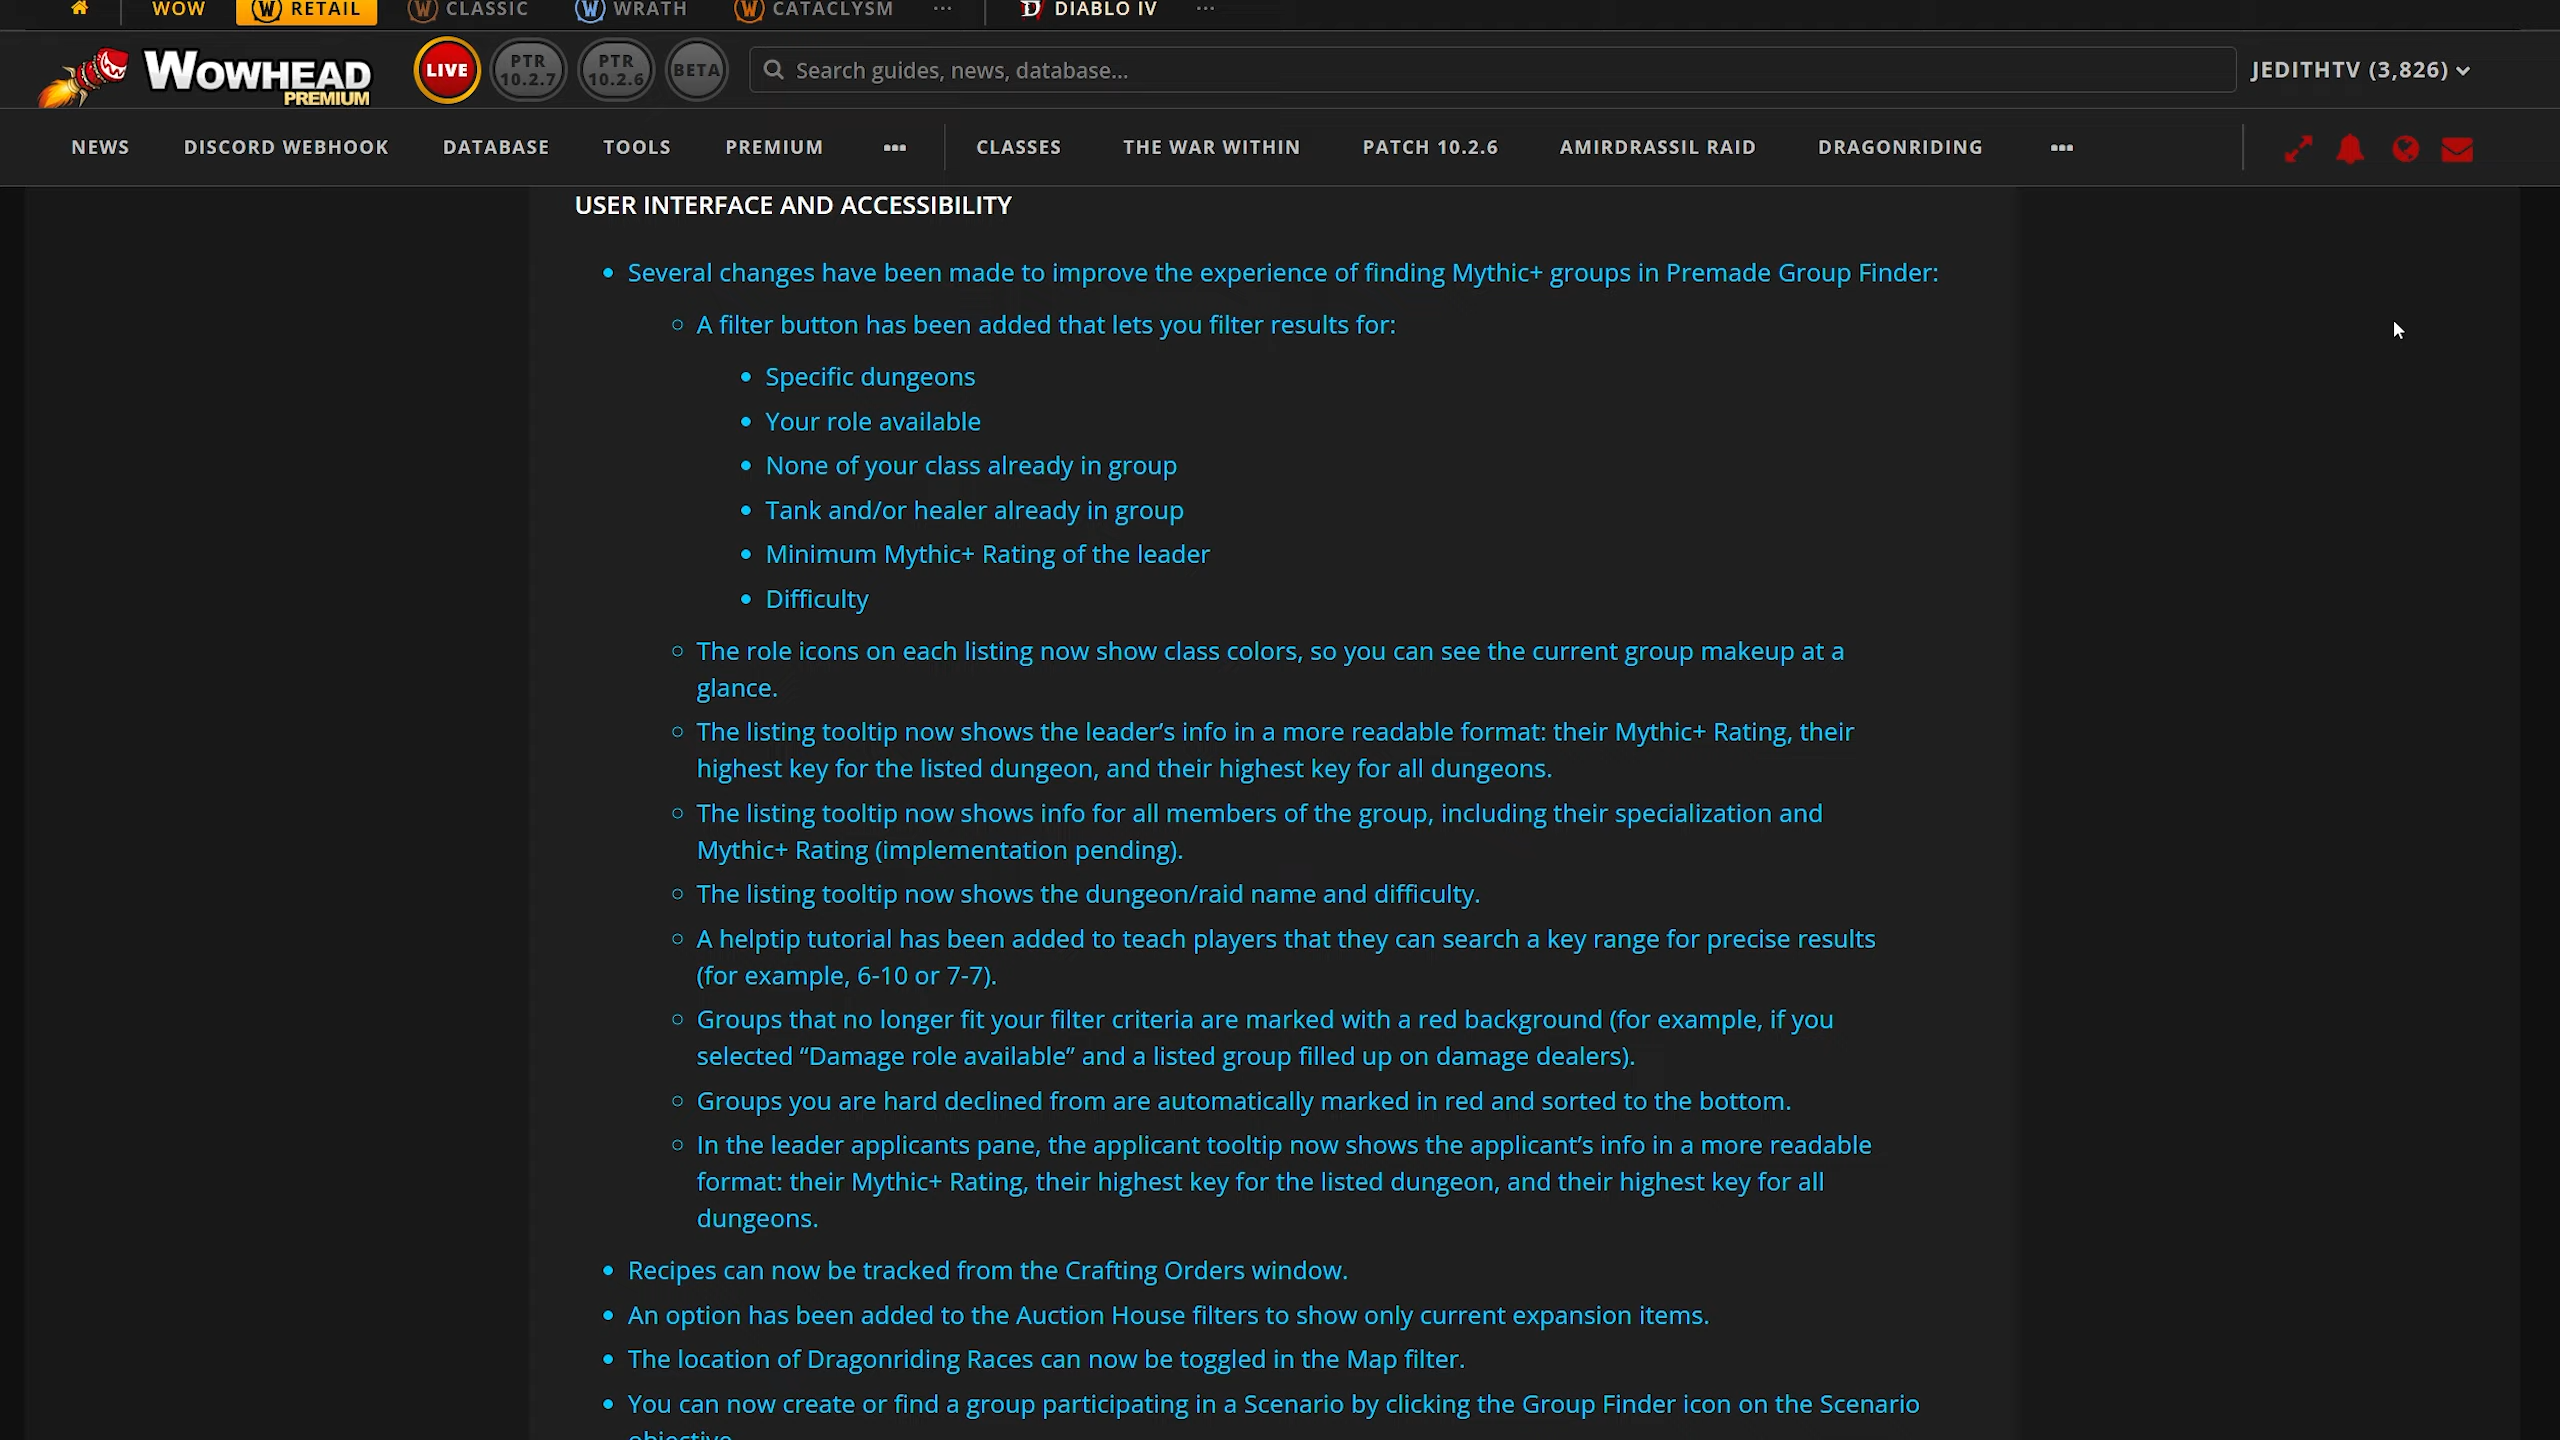 WOW RETAIL CLASSIC WRATH CATACLYSM ... DIABLO IV ...
WOWHEAD PREMIUM LIVE PTR 10.2.7 PTR 10.2.6 BETA Search guides, news, database... JEDITHTV (3,826)
NEWS DISCORD WEBHOOK DATABASE TOOLS PREMIUM ... CLASSES THE WAR WITHIN PATCH 10.2.6 AMIRDRASSIL RAID DRAGONRIDING ...
USER INTERFACE AND ACCESSIBILITY
• Several changes have been made to improve the experience of finding Mythic+ groups in Premade Group Finder:
○ A filter button has been added that lets you filter results for:
• Specific dungeons
• Your role available
• None of your class already in group
• Tank and/or healer already in group
• Minimum Mythic+ Rating of the leader
• Difficulty
○ The role icons on each listing now show class colors, so you can see the current group makeup at a
glance.
○ The listing tooltip now shows the leader’s info in a more readable format: their Mythic+ Rating, their
highest key for the listed dungeon, and their highest key for all dungeons.
○ The listing tooltip now shows info for all members of the group, including their specialization and
Mythic+ Rating (implementation pending).
○ The listing tooltip now shows the dungeon/raid name and difficulty.
○ A helptip tutorial has been added to teach players that they can search a key range for precise results
(for example, 6-10 or 7-7).
○ Groups that no longer fit your filter criteria are marked with a red background (for example, if you
selected “Damage role available” and a listed group filled up on damage dealers).
○ Groups you are hard declined from are automatically marked in red and sorted to the bottom.
○ In the leader applicants pane, the applicant tooltip now shows the applicant’s info in a more readable
format: their Mythic+ Rating, their highest key for the listed dungeon, and their highest key for all
dungeons.
• Recipes can now be tracked from the Crafting Orders window.
• An option has been added to the Auction House filters to show only current expansion items.
• The location of Dragonriding Races can now be toggled in the Map filter.
• You can now create or find a group participating in a Scenario by clicking the Group Finder icon on the Scenario
objective.